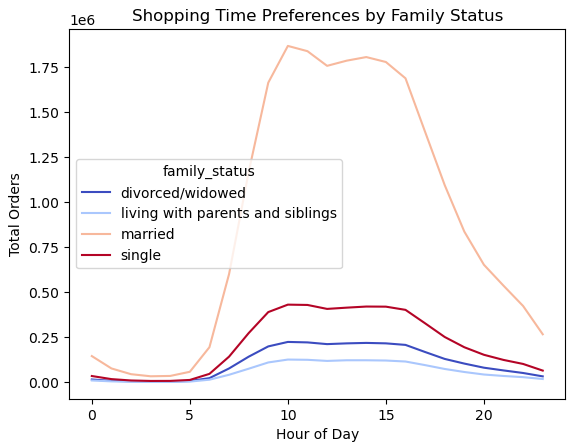 Shopping Time Preferences by Family Status
1e6
1.75
1.50
1.25
1.00
0.75
0.50
0.25
0.00
Total Orders
family_status
divorced/widowed
living with parents and siblings
married
single
0 5 10 15 20
Hour of Day